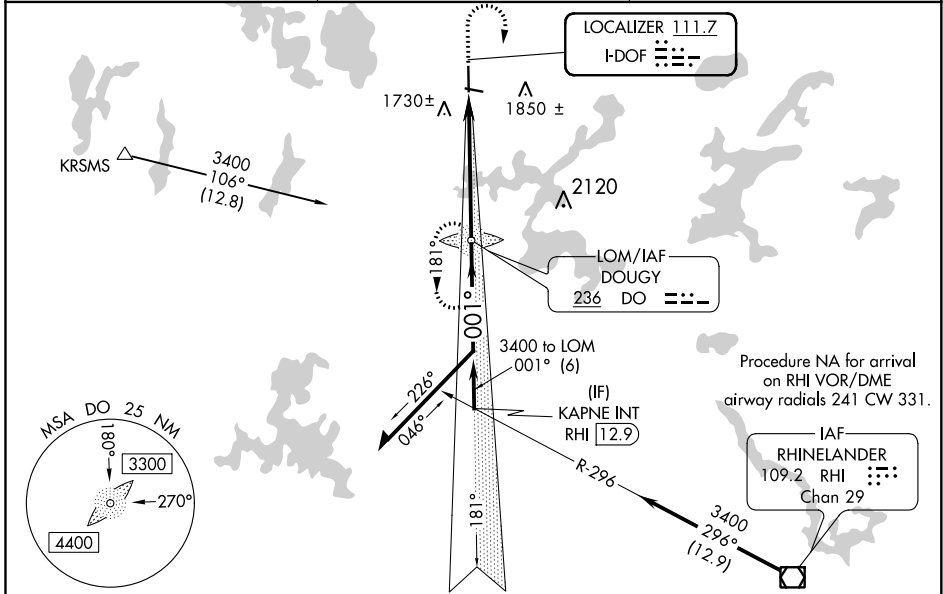 LOCALIZER 111.7
I-DOF
1730±
1850 ±
KRSMS
3400
106°
(12.8)
2120
181°
LOM/IAF
DOUGY
236 DO
001°
3400 to LOM
001° (6)
226°
046°
(IF)
KAPNE INT
RHI 12.9
Procedure NA for arrival
on RHI VOR/DME
airway radials 241 CW 331.
MSA DO 25 NM
180°
3300
270°
4400
R-296
181°
3400
296°
(12.9)
IAF
RHINELANDER
109.2 RHI
Chan 29